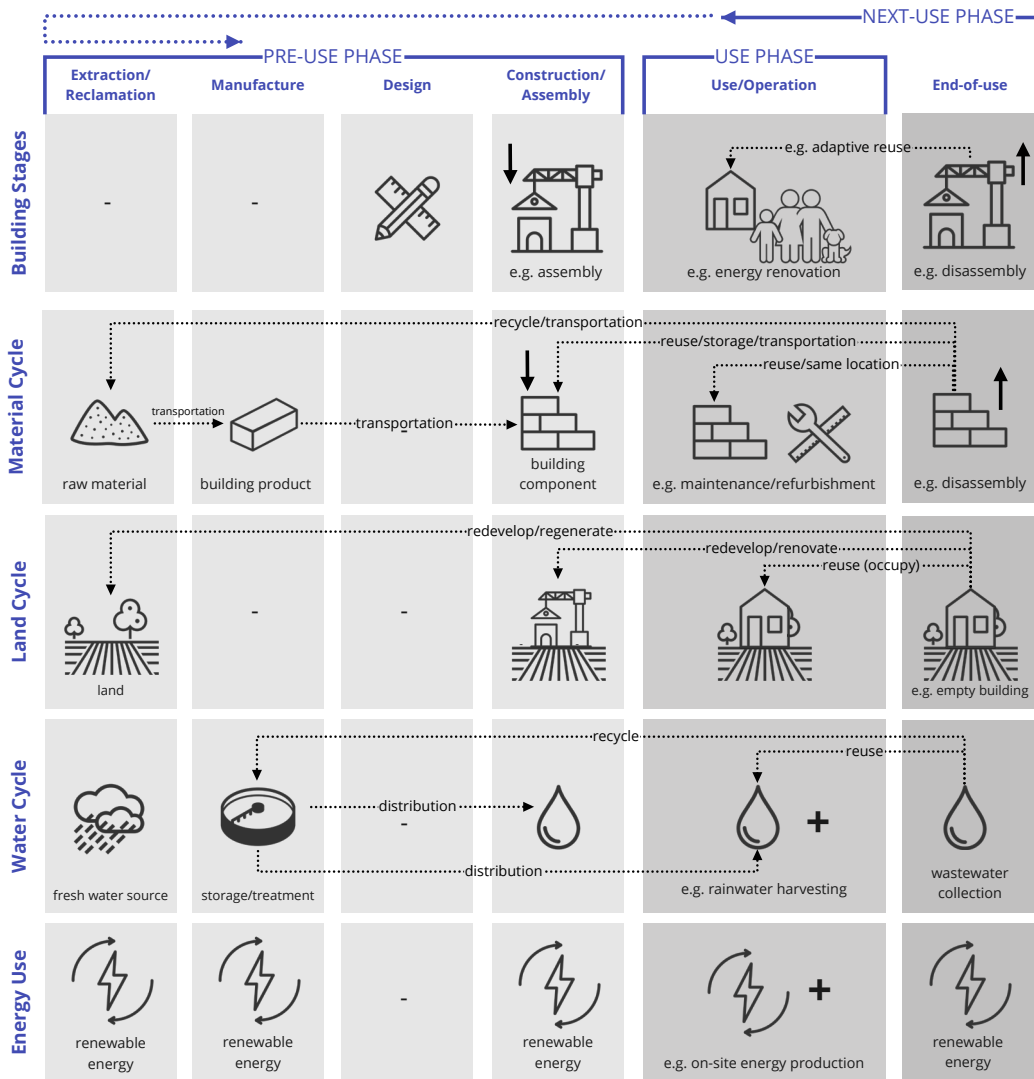 NEXT-USE PHASE
PRE-USE PHASE
USE PHASE
Extraction/
Reclamation
Manufacture
Design
Construction/
Assembly
Use/Operation
End-of-use
Building Stages
-
-
e.g. adaptive reuse
e.g. assembly
e.g. energy renovation
e.g. disassembly
Material Cycle
recycle/transportation
reuse/storage/transportation
reuse/same location
transportation
transportation
-
raw material
building product
building
component
e.g. maintenance/refurbishment
e.g. disassembly
Land Cycle
redevelop/regenerate
redevelop/renovate
reuse (occupy)
-
-
land
e.g. empty building
Water Cycle
recycle
reuse
distribution
-
+
distribution
fresh water source
storage/treatment
e.g. rainwater harvesting
wastewater
collection
Energy Use
-
+
renewable
energy
renewable
energy
renewable
energy
e.g. on-site energy production
renewable
energy